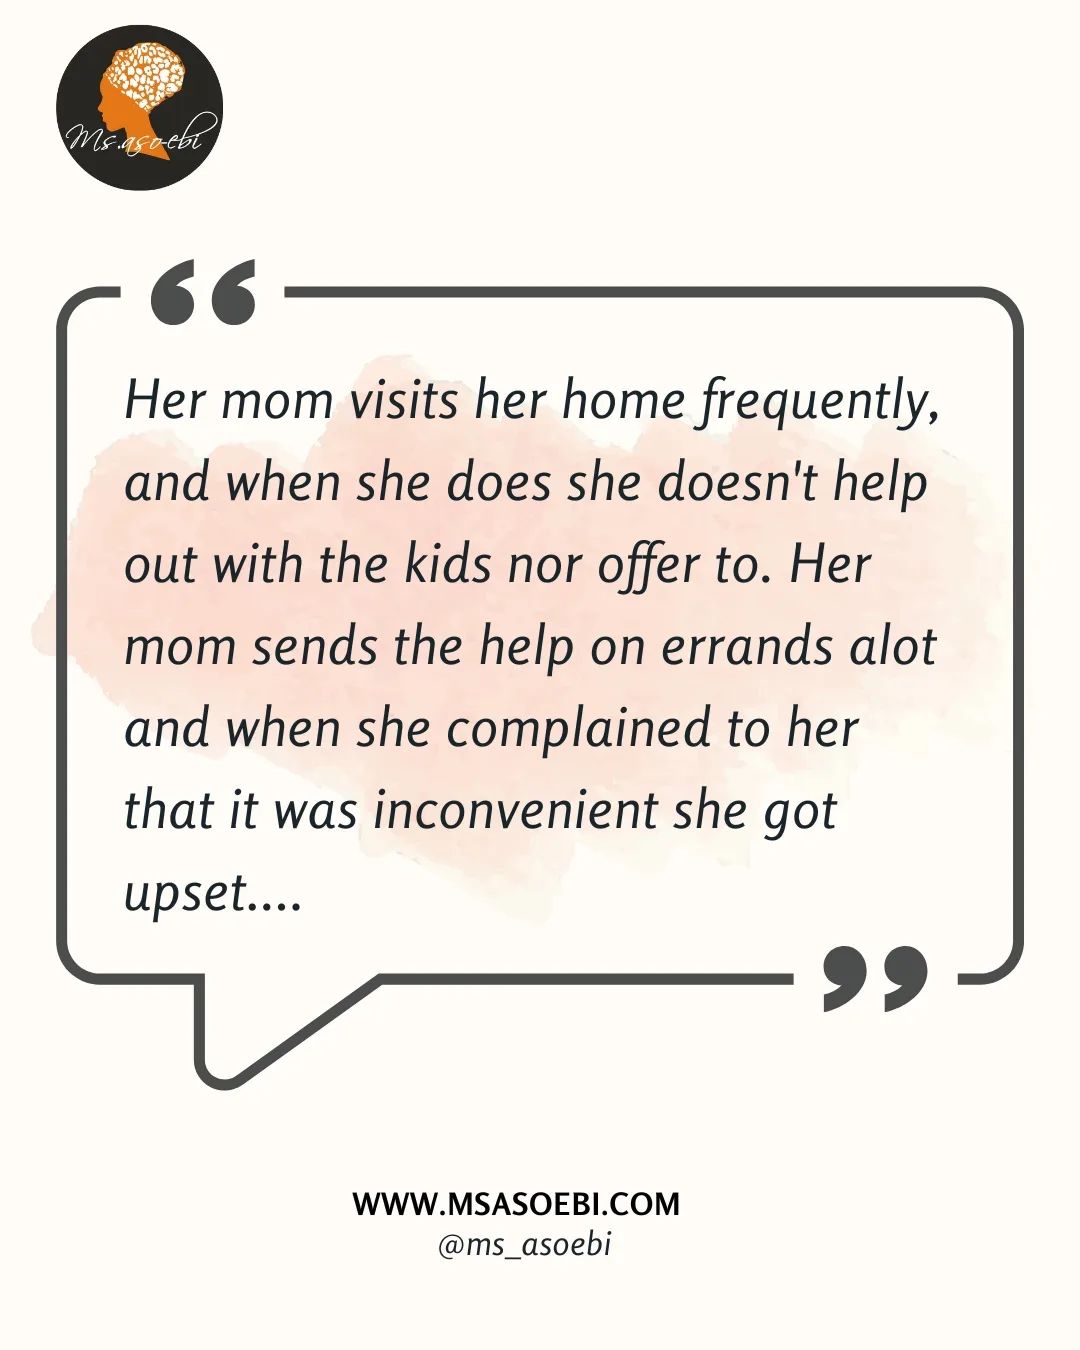 Ms.aso-ebi
Her mom visits her home frequently,
and when she does she doesn't help
out with the kids nor offer to. Her
mom sends the help on errands alot
and when she complained to her
that it was inconvenient she got
upset....
WWW.MSASOEBI.COM
@ms_asoebi